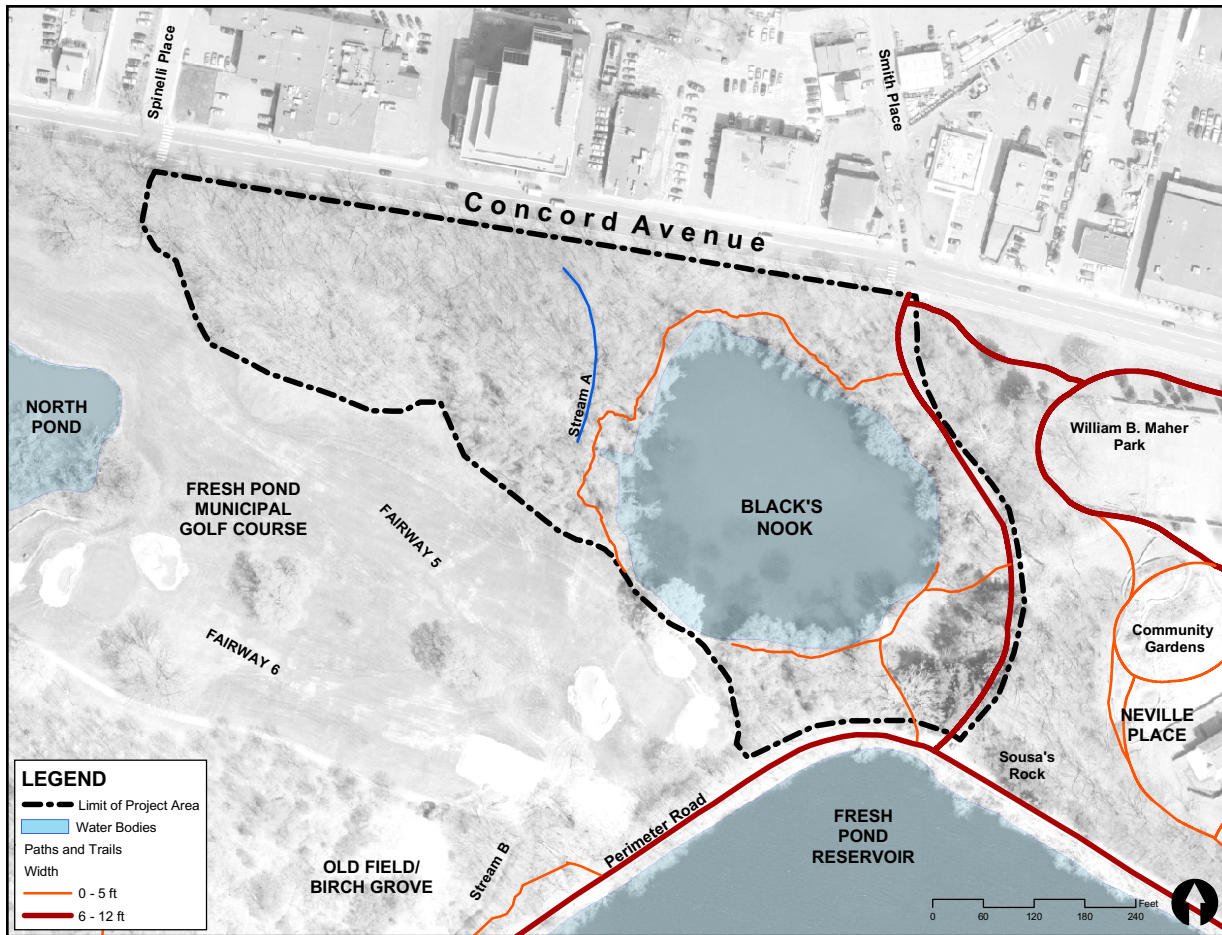 Spinelli Place
Smith Place
Concord Avenue
Stream A
NORTH
POND
William B. Maher
Park
FRESH POND
MUNICIPAL
GOLF COURSE
FAIRWAY 5
BLACK'S
NOOK
FAIRWAY 6
Community
Gardens
NEVILLE
PLACE
Sousa's
Rock
Perimeter Road
FRESH
POND
RESERVOIR
OLD FIELD/
BIRCH GROVE
Stream B
LEGEND
Limit of Project Area
Water Bodies
Paths and Trails
Width
0 - 5 ft
6 - 12 ft
Feet
0 60 120 180 240